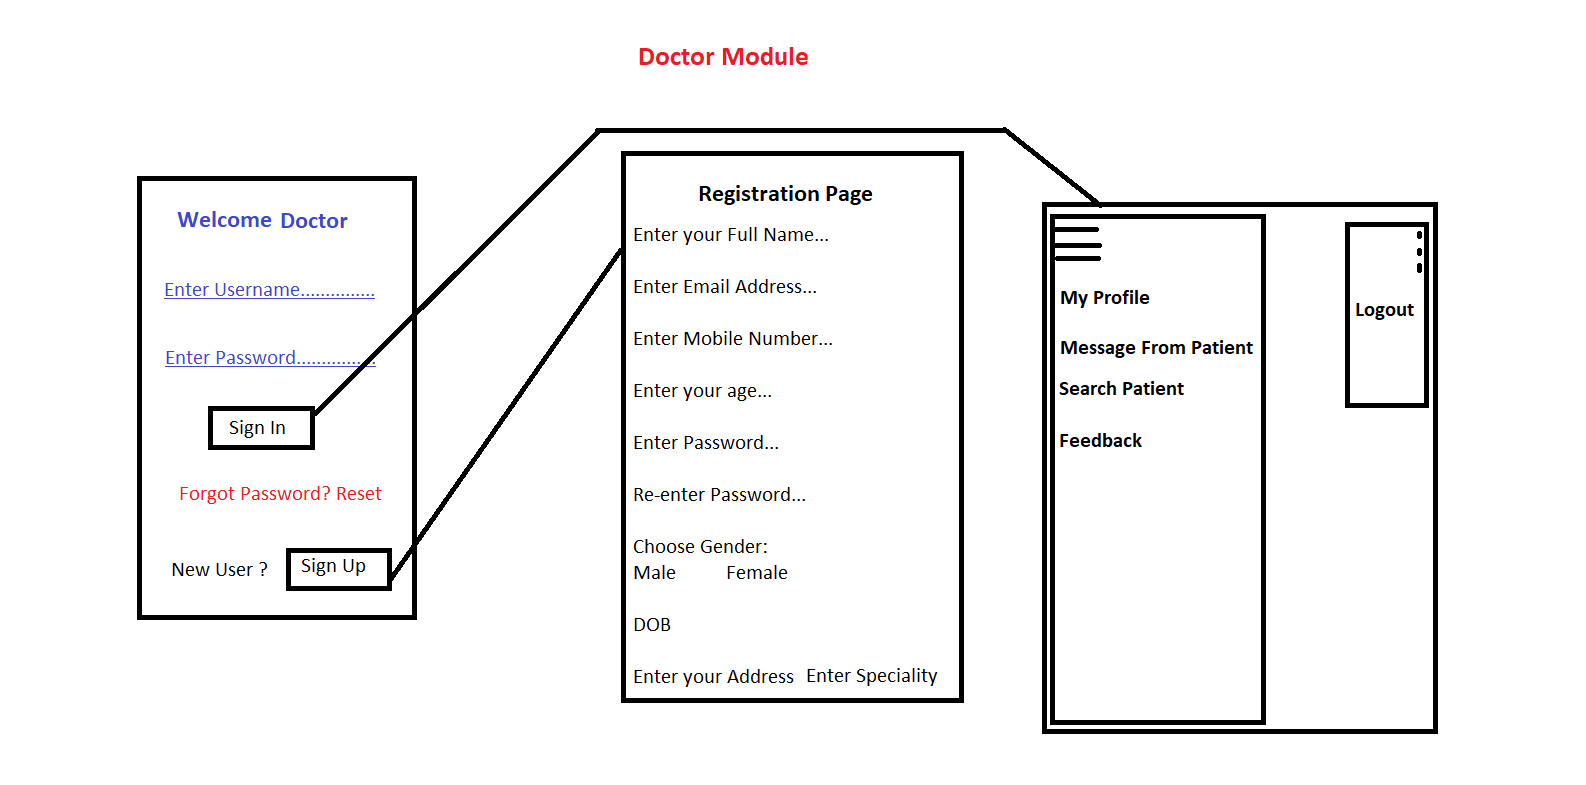 Doctor Module
Welcome Doctor
Enter Username...............
Enter Password...............
Sign In
Forgot Password? Reset
New User ? Sign Up
Registration Page
Enter your Full Name...
Enter Email Address...
Enter Mobile Number...
Enter your age...
Enter Password...
Re-enter Password...
Choose Gender:
Male Female
DOB
Enter your Address Enter Speciality
My Profile
Message From Patient
Search Patient
Feedback
Logout